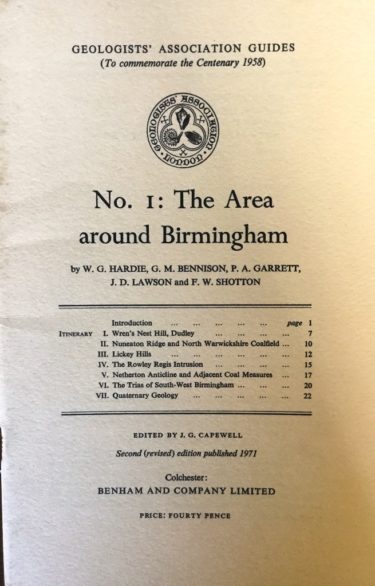 GEOLOGISTS' ASSOCIATION GUIDES
(To commemorate the Centenary 1958)
GEOLOGISTS' ASSOCIATION · LONDON ·
No. 1: The Area
around Birmingham
by W. G. HARDIE, G. M. BENNISON, P. A. GARRETT,
J. D. LAWSON and F. W. SHOTTON
Introduction ... ... ... ... ... page 1
ITINERARY I. Wren's Nest Hill, Dudley ... ... ... ... 7
II. Nuneaton Ridge and North Warwickshire Coalfield ... 10
III. Lickey Hills ... ... ... ... ... 12
IV. The Rowley Regis Intrusion ... ... ... ... 15
V. Netherton Anticline and Adjacent Coal Measures ... 17
VI. The Trias of South-West Birmingham ... ... ... 20
VII. Quaternary Geology ... ... ... ... ... 22
EDITED BY J. G. CAPEWELL
Second (revised) edition published 1971
Colchester:
BENHAM AND COMPANY LIMITED
PRICE: FOURTY PENCE